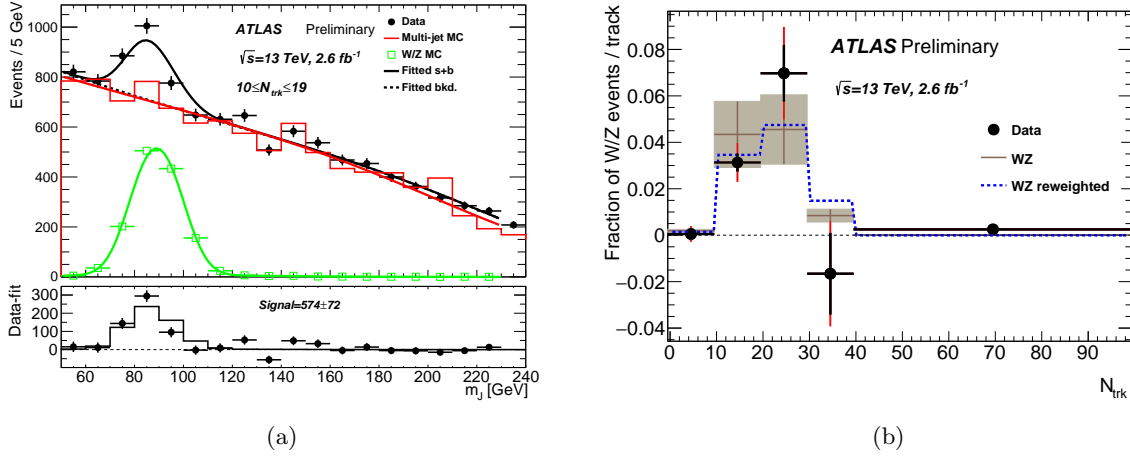 Events / 5 GeV
1000
800
600
400
200
0
ATLAS Preliminary
√s=13 TeV, 2.6 fb⁻¹
10≤N_trk≤19
Data
Multi-jet MC
W/Z MC
Fitted s+b
Fitted bkd.
Data-fit
300
200
100
0
Signal=574±72
60 80 100 120 140 160 180 200 220 240
m_J [GeV]
(a)
Fraction of W/Z events / track
0.08
0.06
0.04
0.02
0
−0.02
−0.04
ATLAS Preliminary
√s=13 TeV, 2.6 fb⁻¹
Data
WZ
WZ reweighted
0 10 20 30 40 50 60 70 80 90
N_trk
(b)